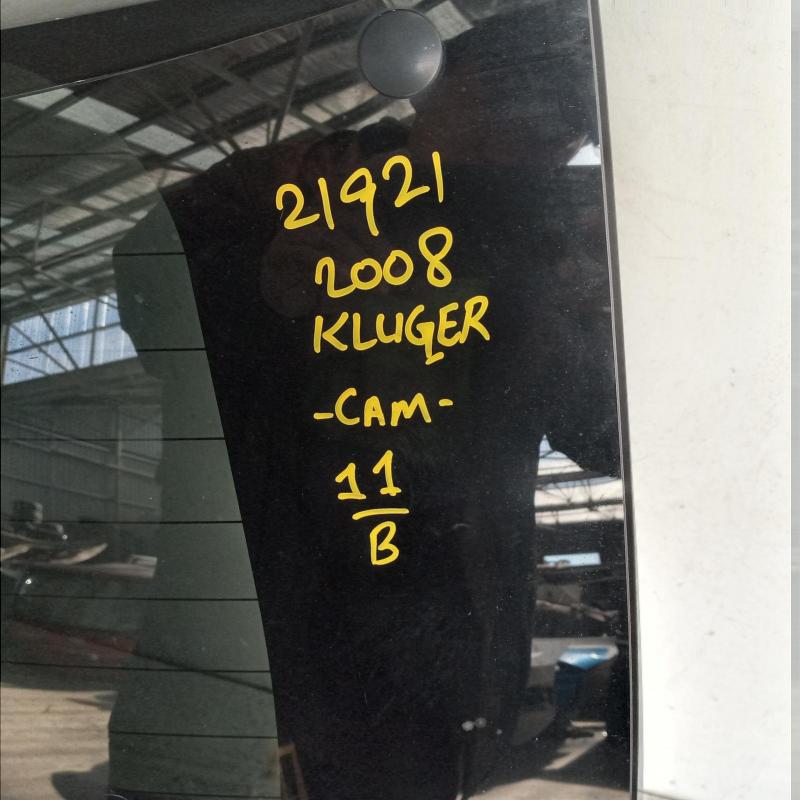 21921
2008
KLUGER
-CAM-
11
B